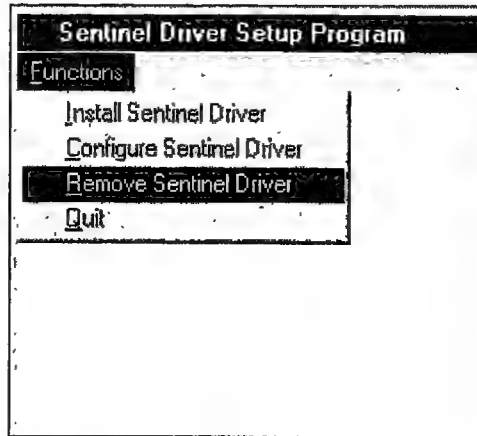 Sentinel Driver Setup Program
Functions
Install Sentinel Driver
Configure Sentinel Driver
Remove Sentinel Driver
Quit